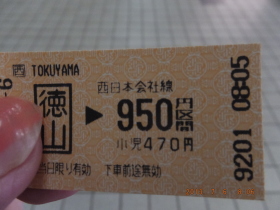 西 TOKUYAMA
西日本会社線
徳山 ▶ 950円区間
小児470円
当日限り有効 下車前途無効
9201 08-05
-6